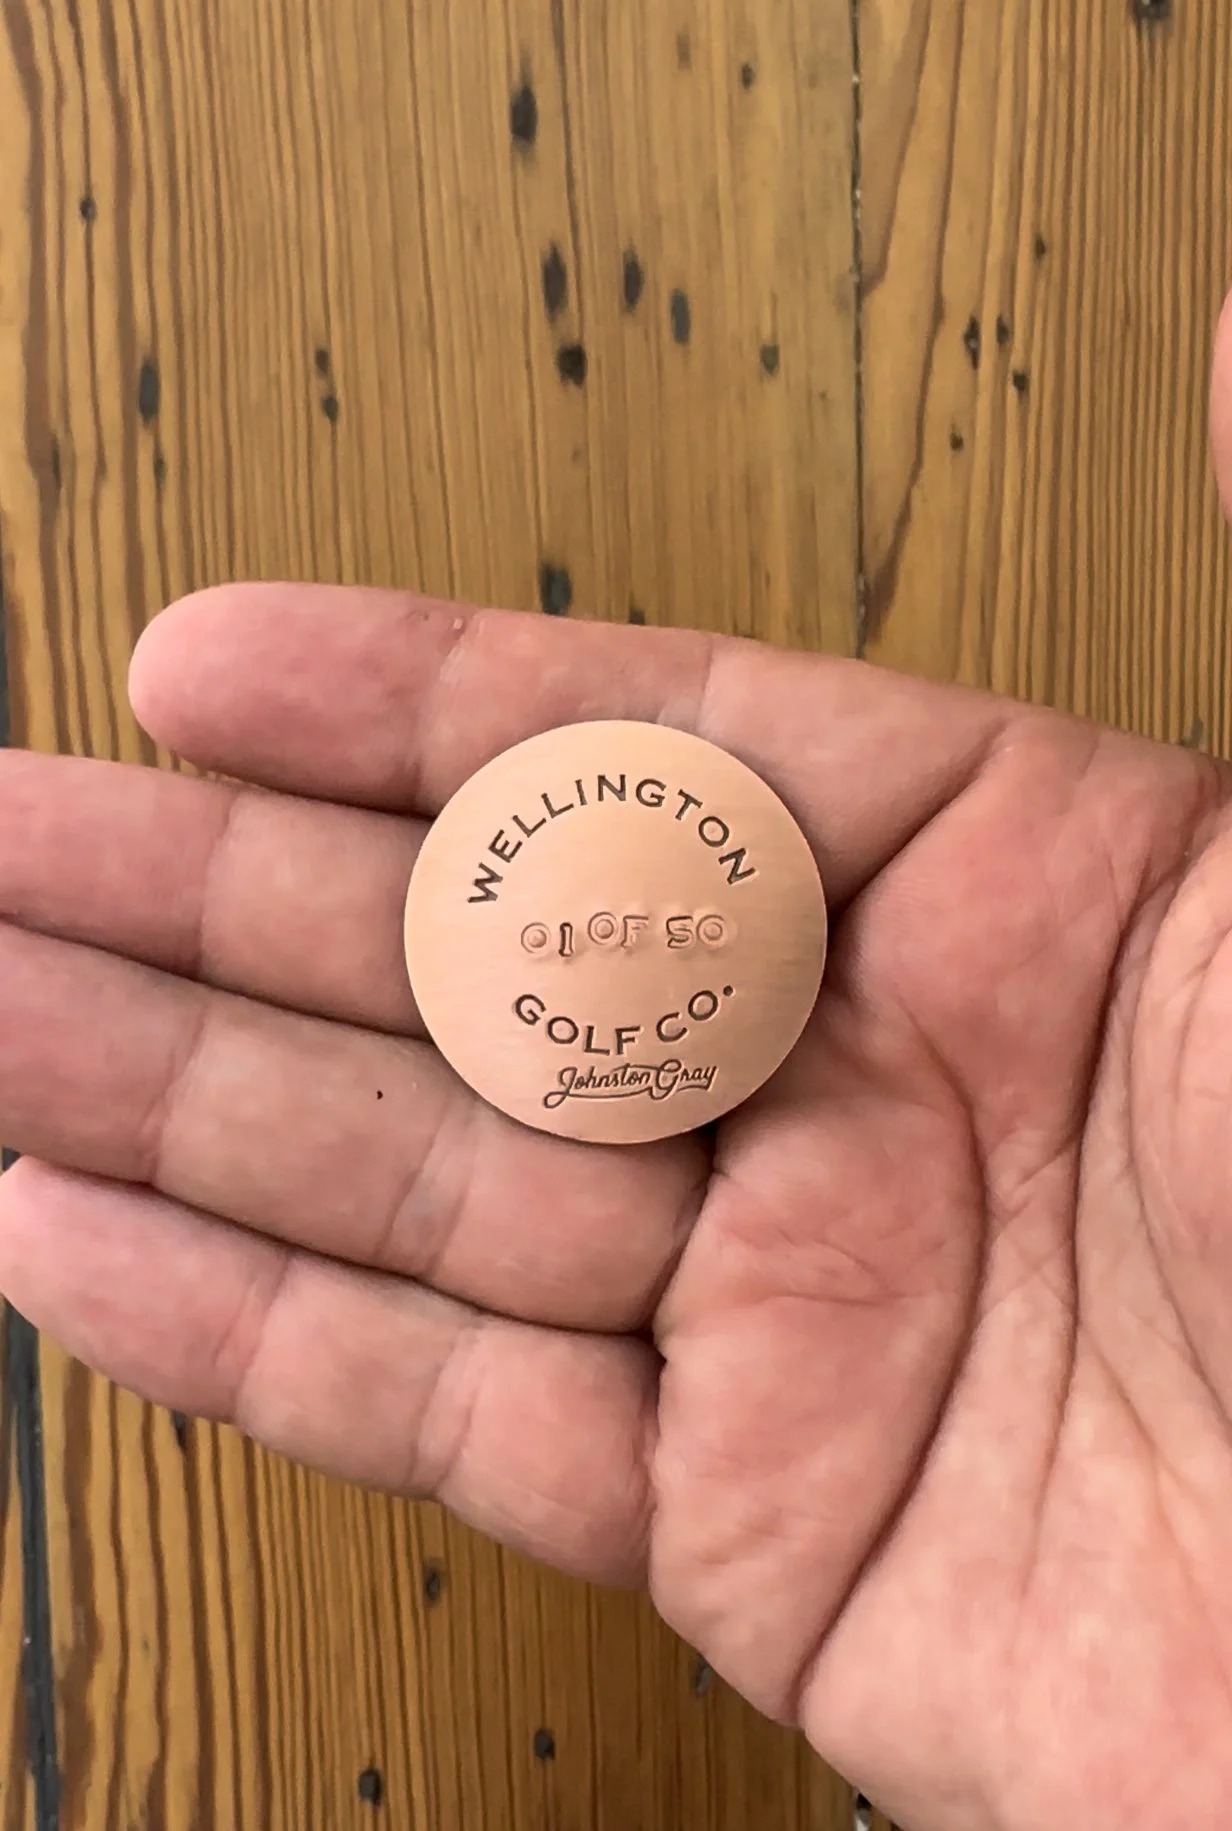 WELLINGTON
01 OF 50
GOLF CO.
Johnston Gray